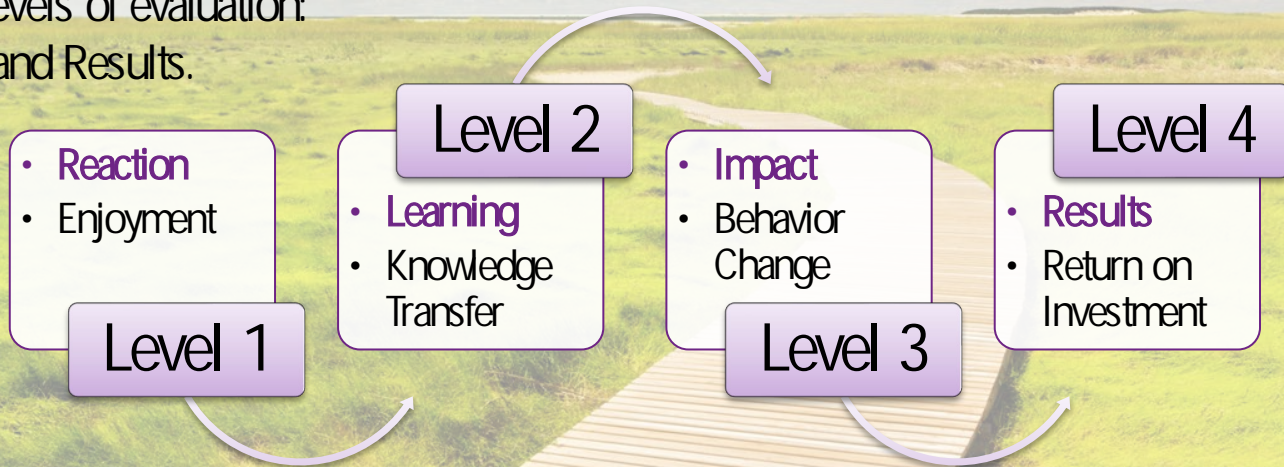 of evaluation:
and Results.
• Reaction
• Enjoyment
Level 1
Level 2
• Learning
• Knowledge
Transfer
• Impact
• Behavior
Change
Level 3
Level 4
• Results
• Return on
Investment